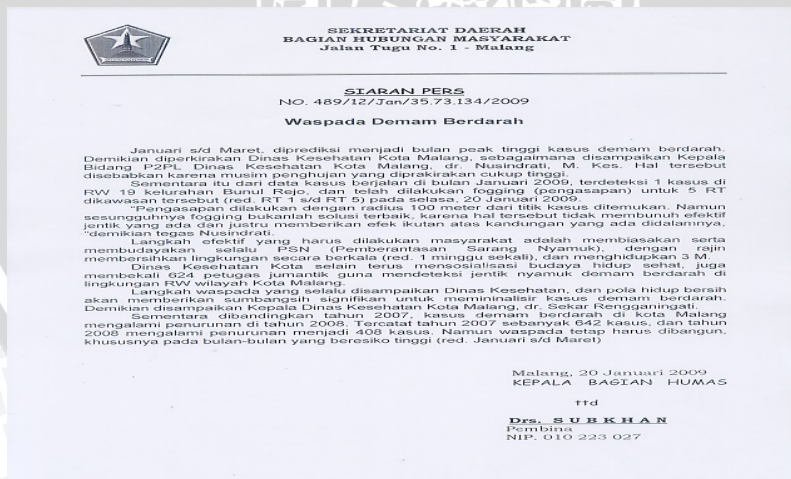 SEKRETARIAT DAERAH
BAGIAN HUBUNGAN MASYARAKAT
Jalan Tugu No. 1 - Malang
SIARAN PERS
NO. 489/12/Jan/35.73.134/2009
Waspada Demam Berdarah
Januari s/d Maret, diprediksi menjadi bulan peak tinggi kasus demam berdarah.
Demikian diperkirakan Dinas Kesehatan Kota Malang, sebagaimana disampaikan Kepala
Bidang P2PL Dinas Kesehatan Kota Malang, dr. Nusindrati, M. Kes. Hal tersebut
disebabkan karena musim penghujan yang diprakirakan cukup tinggi.
Sementara itu dari data kasus berjalan di bulan Januari 2009, terdeteksi 1 kasus di
RW 19 kelurahan Bunul Rejo, dan telah dilakukan fogging (pengasapan) untuk 5 RT
dikawasan tersebut (red. RT 1 s/d RT 5) pada selasa, 20 Januari 2009.
"Pengasapan dilakukan dengan radius 100 meter dari titik kasus ditemukan. Namun
sesungguhnya fogging bukanlah solusi terbaik, karena hal tersebut tidak membunuh efektif
jentik yang ada dan justru memberikan efek ikutan atas kandungan yang ada didalamnya,
"demikian tegas Nusindrati.
Langkah efektif yang harus dilakukan masyarakat adalah membiasakan serta
membudayakan selalu PSN (Pemberantasan Sarang Nyamuk), dengan rajin
membersihkan lingkungan secara berkala (red. 1 minggu sekali), dan menghidupkan 3 M.
Dinas Kesehatan Kota selain terus mensosialisasi budaya hidup sehat, juga
membekali 624 petugas jumantik guna mendeteksi jentik nyamuk demam berdarah di
lingkungan RW wilayah Kota Malang.
Langkah waspada yang selalu disampaikan Dinas Kesehatan, dan pola hidup bersih
akan memberikan sumbangsih signifikan untuk memininalisir kasus demam berdarah.
Demikian disampaikan Kepala Dinas Kesehatan Kota Malang, dr. Sekar Rengganingati.
Sementara dibandingkan tahun 2007, kasus demam berdarah di kota Malang
mengalami penurunan di tahun 2008. Tercatat tahun 2007 sebanyak 642 kasus, dan tahun
2008 mengalami penurunan menjadi 408 kasus. Namun waspada tetap harus dibangun,
khususnya pada bulan-bulan yang beresiko tinggi (red. Januari s/d Maret)
Malang, 20 Januari 2009
KEPALA BAGIAN HUMAS
ttd
Drs. S U B K H A N
Pembina
NIP. 010 223 027